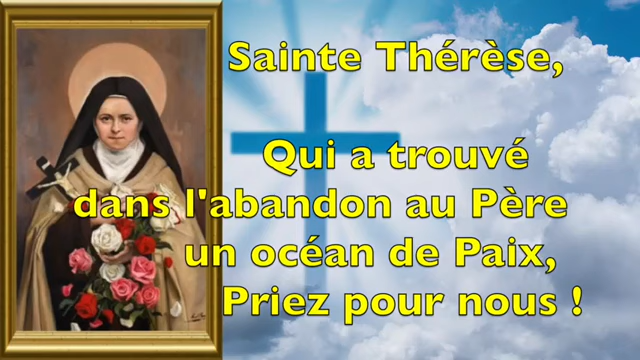 Sainte Thérèse,
Qui a trouvé
dans l'abandon au Père
un océan de Paix,
Priez pour nous !